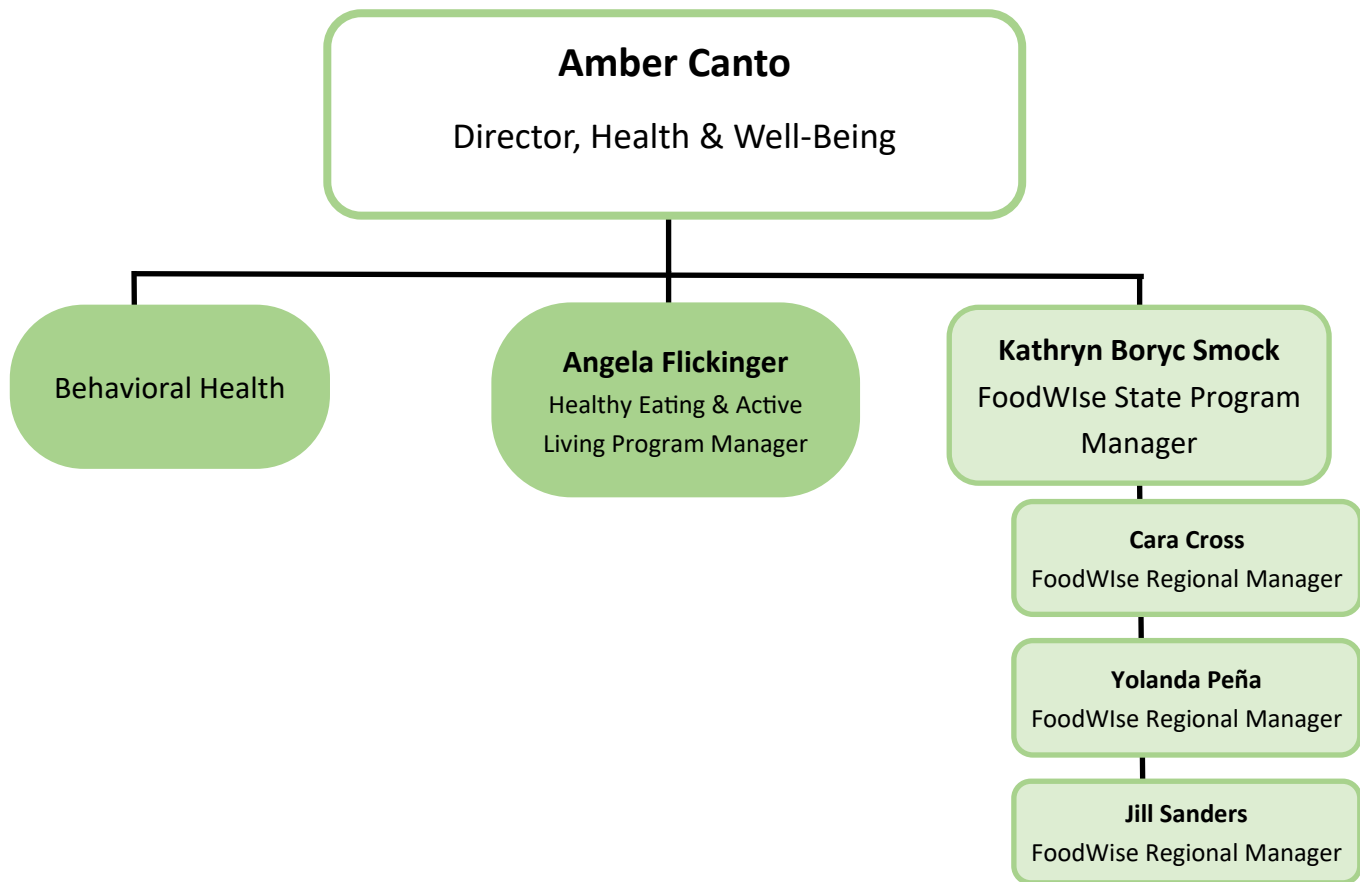 Amber Canto
Director, Health & Well-Being
Behavioral Health
Angela Flickinger
Healthy Eating & Active
Living Program Manager
Kathryn Boryc Smock
FoodWIse State Program
Manager
Cara Cross
FoodWIse Regional Manager
Yolanda Peña
FoodWIse Regional Manager
Jill Sanders
FoodWise Regional Manager